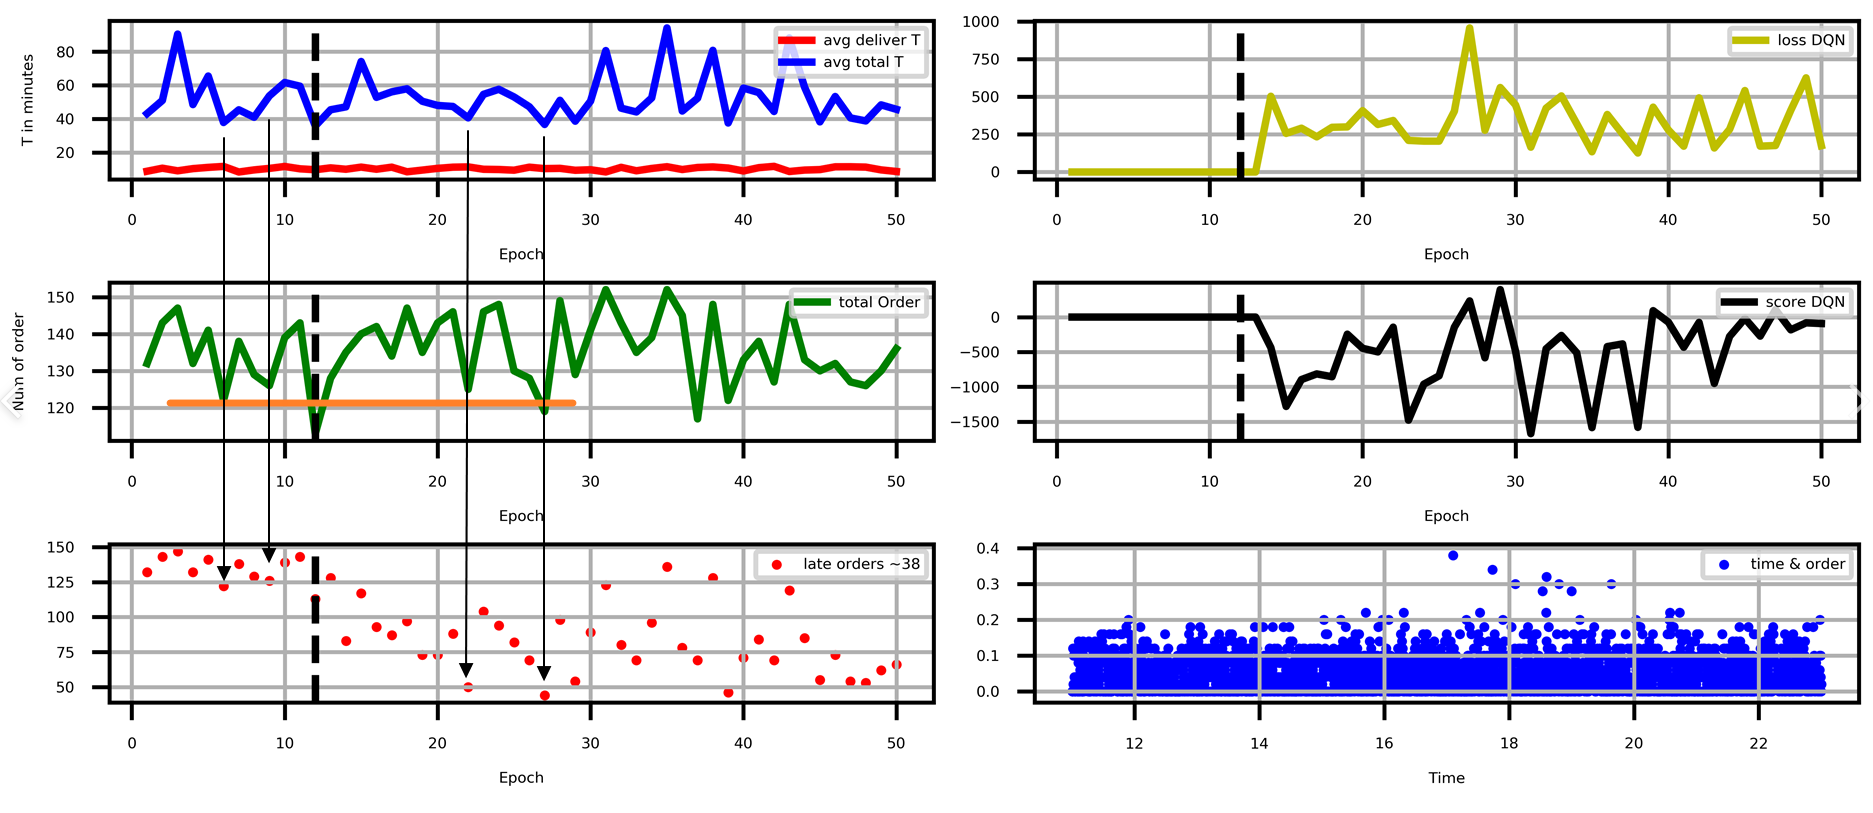 T in minutes
80
60
40
20
avg deliver T
avg total T
0 10 20 30 40 50
Epoch
1000
750
500
250
0
loss DQN
0 10 20 30 40 50
Epoch
Num of order
150
140
130
120
total Order
0 10 20 30 40 50
Epoch
0
−500
−1000
−1500
score DQN
0 10 20 30 40 50
Epoch
150
125
100
75
50
late orders ~38
0 10 20 30 40 50
Epoch
0.4
0.3
0.2
0.1
0.0
time & order
12 14 16 18 20 22
Time